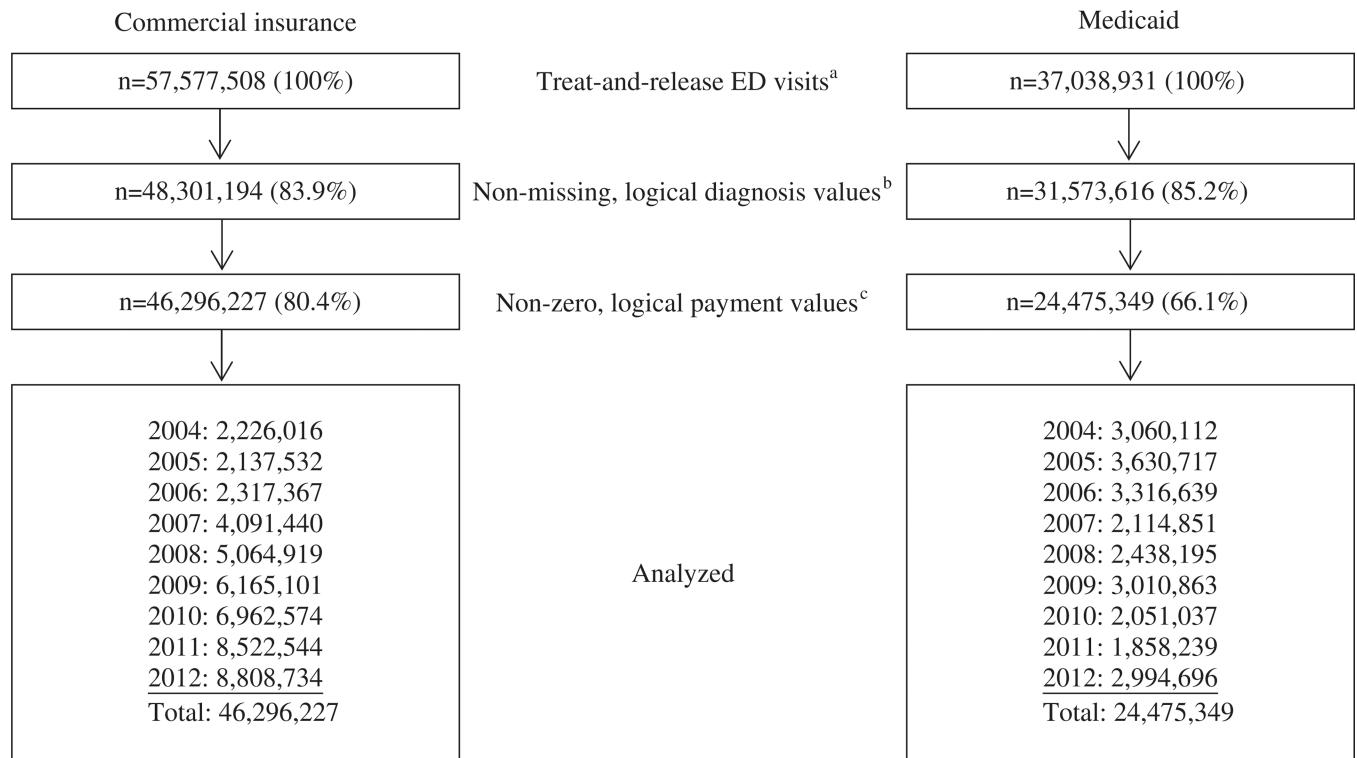 Commercial insurance
Medicaid
n=57,577,508 (100%)
Treat-and-release ED visitsa
n=37,038,931 (100%)
n=48,301,194 (83.9%)
Non-missing, logical diagnosis valuesb
n=31,573,616 (85.2%)
n=46,296,227 (80.4%)
Non-zero, logical payment valuesc
n=24,475,349 (66.1%)
2004: 2,226,016
2005: 2,137,532
2006: 2,317,367
2007: 4,091,440
2008: 5,064,919
2009: 6,165,101
2010: 6,962,574
2011: 8,522,544
2012: 8,808,734
Total: 46,296,227
Analyzed
2004: 3,060,112
2005: 3,630,717
2006: 3,316,639
2007: 2,114,851
2008: 2,438,195
2009: 3,010,863
2010: 2,051,037
2011: 1,858,239
2012: 2,994,696
Total: 24,475,349